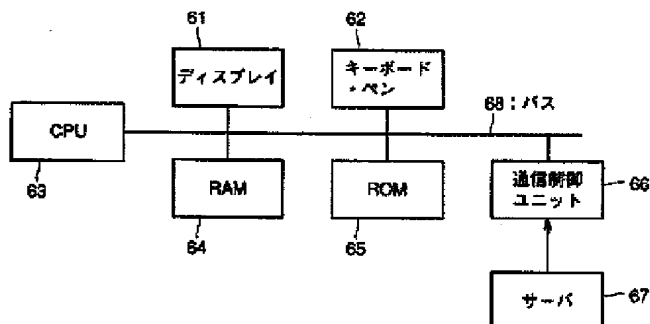 61
62
ディスプレイ
キーボード
・ペン
68:バス
CPU
63
RAM
64
ROM
65
通信制御
ユニット
66
サーバ
67